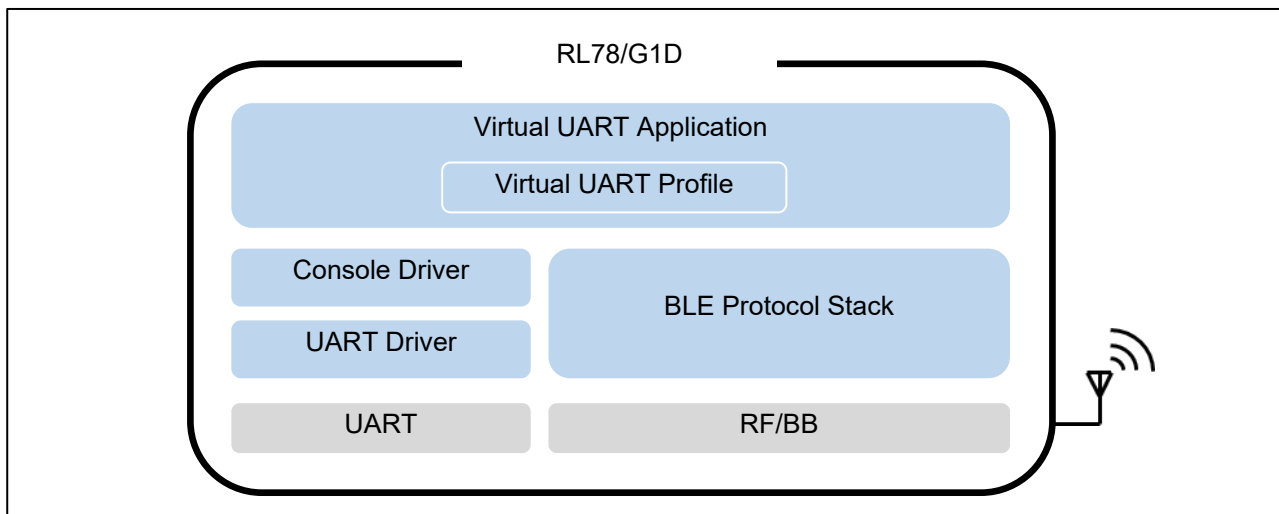 RL78/G1D
Virtual UART Application
Virtual UART Profile
Console Driver
BLE Protocol Stack
UART Driver
UART
RF/BB